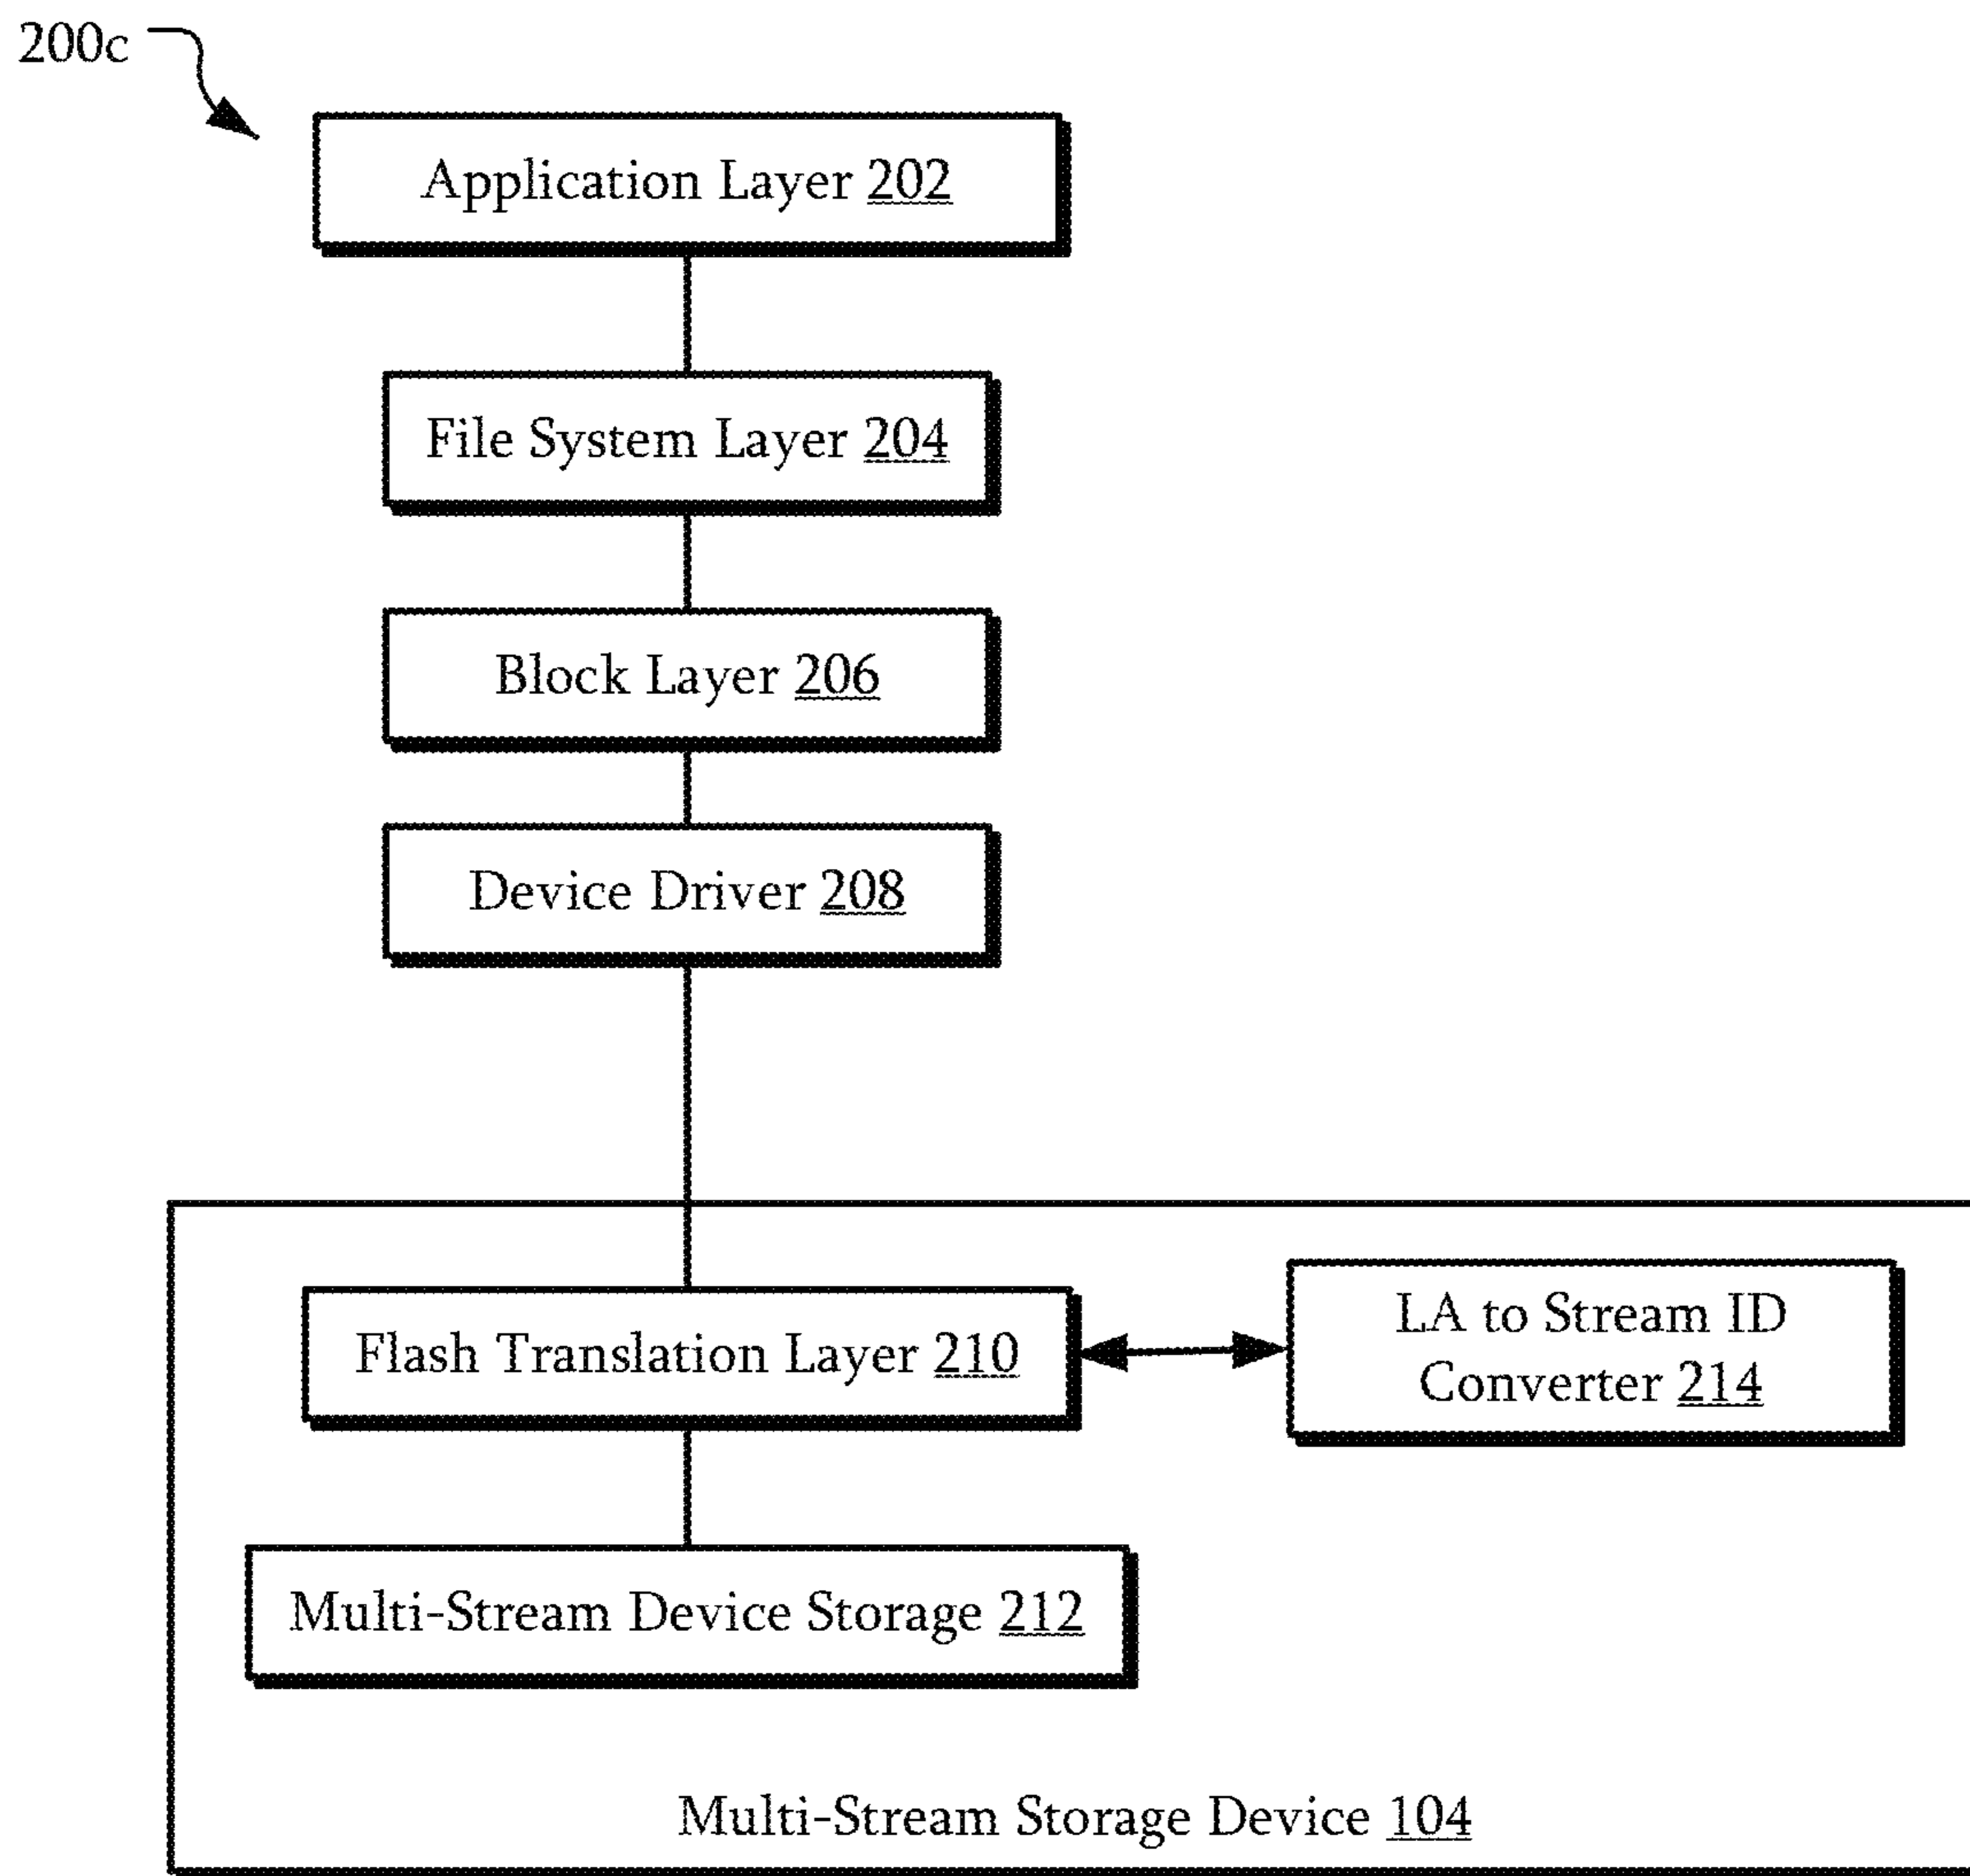 200c
Application Layer 202
File System Layer 204
Block Layer 206
Device Driver 208
Flash Translation Layer 210
LA to Stream ID
Converter 214
Multi-Stream Device Storage 212
Multi-Stream Storage Device 104